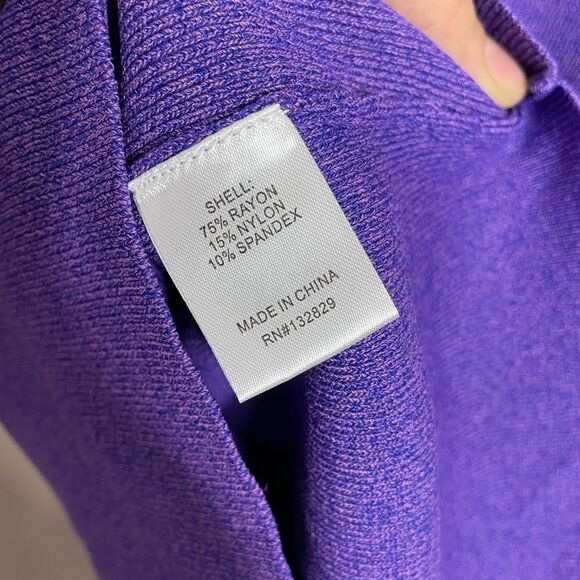 SHELL:
75% RAYON
15% NYLON
10% SPANDEX
MADE IN CHINA
RN#132829